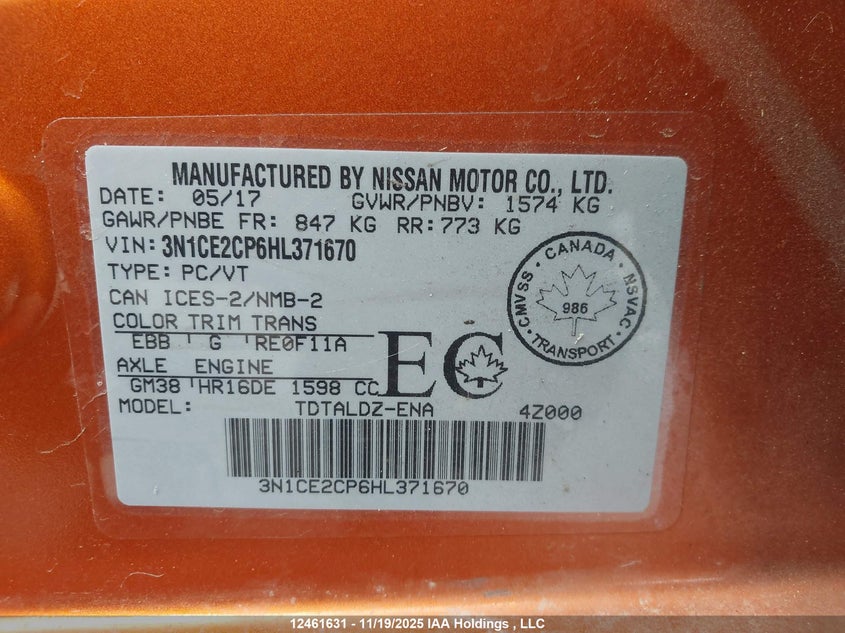 MANUFACTURED BY NISSAN MOTOR CO., LTD.
DATE: 05/17 GVWR/PNBV: 1574 KG
GAWR/PNBE FR: 847 KG RR: 773 KG
VIN: 3N1CE2CP6HL371670
TYPE: PC/VT
CAN ICES-2/NMB-2
COLOR TRIM TRANS
EBB G RE0F11A
AXLE ENGINE
GM38 HR16DE 1598 CC
EC
MODEL: TDTALDZ-ENA 4Z000
3N1CE2CP6HL371670
CMVSS · CANADA · NSVAC · TRANSPORT ·
986
12461631 - 11/19/2025 IAA Holdings , LLC